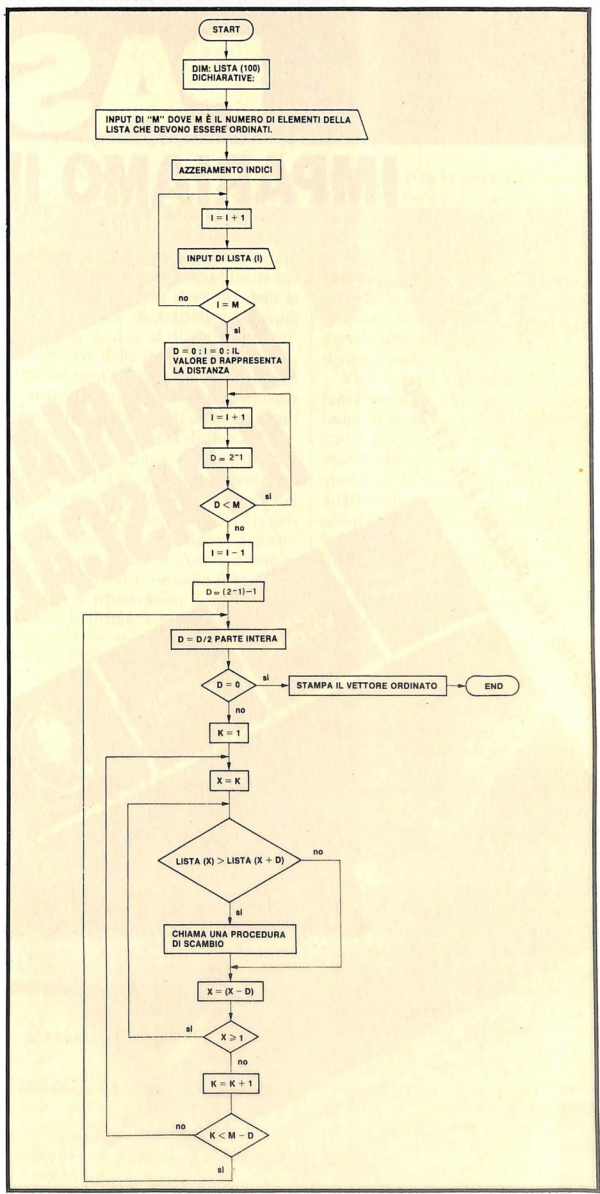 START
DIM: LISTA (100)
DICHIARATIVE:
INPUT DI "M" DOVE M È IL NUMERO DI ELEMENTI DELLA
LISTA CHE DEVONO ESSERE ORDINATI.
AZZERAMENTO INDICI
I = I + 1
INPUT DI LISTA (I)
no
I = M
si
D = 0 : I = 0 : IL
VALORE D RAPPRESENTA
LA DISTANZA
I = I + 1
D = 2^1
D < M
si
no
I = I − 1
D = (2^1)−1
D = D/2 PARTE INTERA
D = 0
si
STAMPA IL VETTORE ORDINATO
END
no
K = 1
X = K
LISTA (X) > LISTA (X + D)
no
si
CHIAMA UNA PROCEDURA
DI SCAMBIO
X = (X − D)
si
X ⩾ 1
no
K = K + 1
no
K < M − D
si